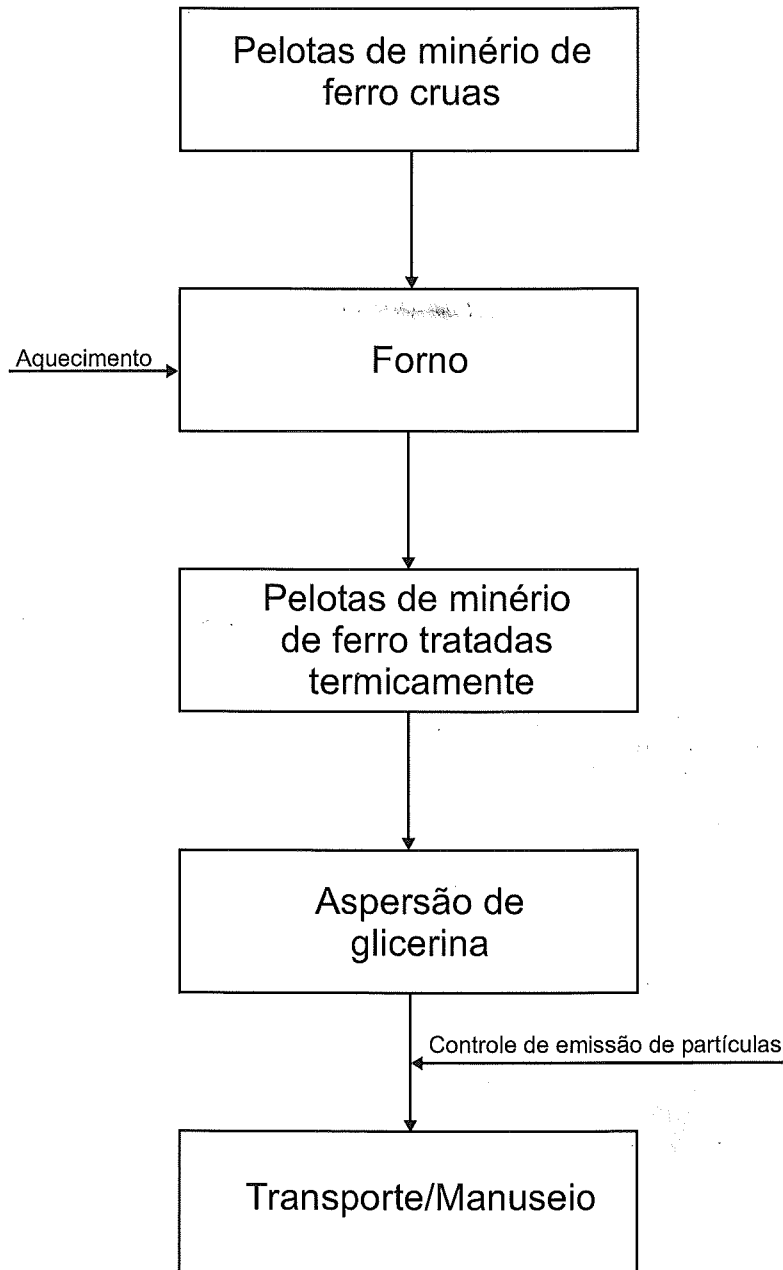 Pelotas de minério de
ferro cruas
Aquecimento
Forno
Pelotas de minério
de ferro tratadas
termicamente
Aspersão de
glicerina
Controle de emissão de partículas
Transporte/Manuseio